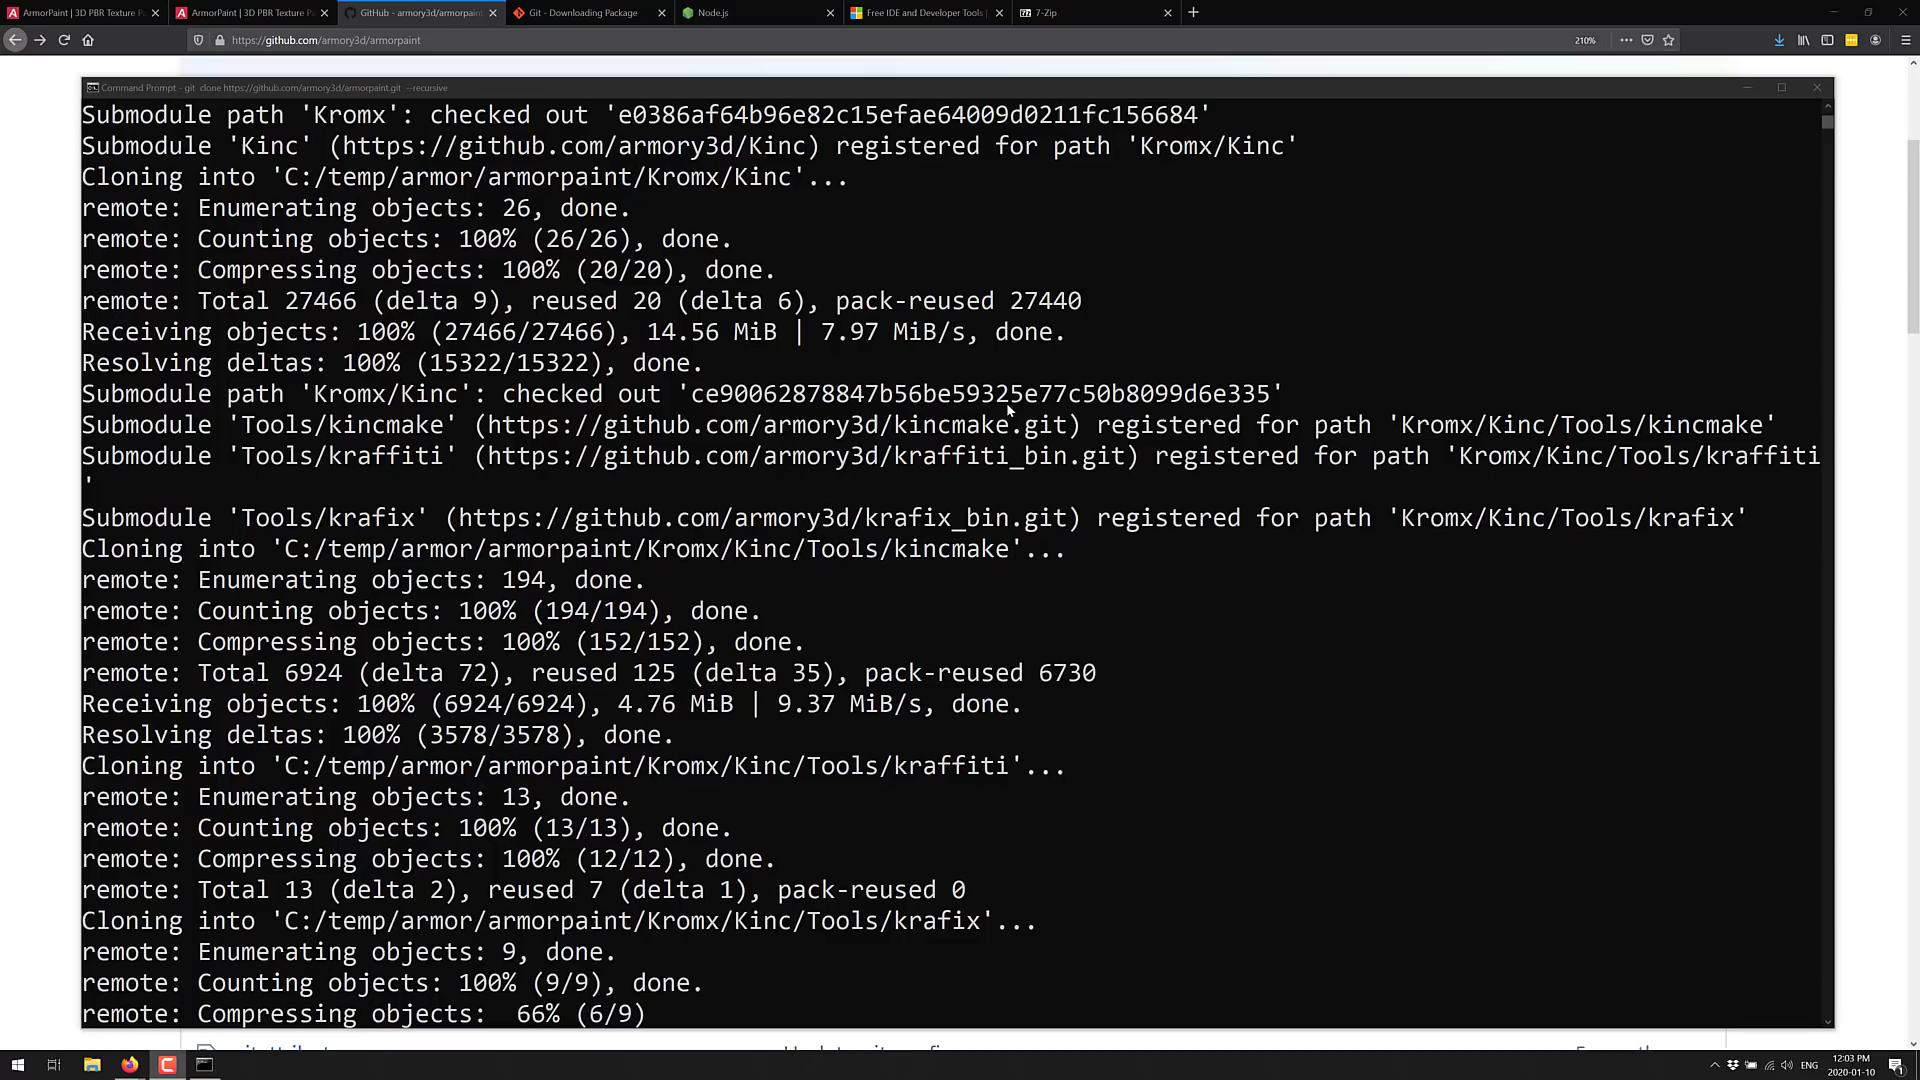 ArmorPaint | 3D PBR Texture Pa
ArmorPaint | 3D PBR Texture P
GitHub - armory3d/armorpaint
Git - Downloading Package
Node.js
Free IDE and Developer Tools |
7-Zip
https://github.com/armory3d/armorpaint
210%
Command Prompt - git clone https://github.com/armory3d/armorpaint.git --recursive
Submodule path 'Kromx': checked out 'e0386af64b96e82c15efae64009d0211fc156684'
Submodule 'Kinc' (https://github.com/armory3d/Kinc) registered for path 'Kromx/Kinc'
Cloning into 'C:/temp/armor/armorpaint/Kromx/Kinc'...
remote: Enumerating objects: 26, done.
remote: Counting objects: 100% (26/26), done.
remote: Compressing objects: 100% (20/20), done.
remote: Total 27466 (delta 9), reused 20 (delta 6), pack-reused 27440
Receiving objects: 100% (27466/27466), 14.56 MiB | 7.97 MiB/s, done.
Resolving deltas: 100% (15322/15322), done.
Submodule path 'Kromx/Kinc': checked out 'ce90062878847b56be59325e77c50b8099d6e335'
Submodule 'Tools/kincmake' (https://github.com/armory3d/kincmake.git) registered for path 'Kromx/Kinc/Tools/kincmake'
Submodule 'Tools/kraffiti' (https://github.com/armory3d/kraffiti_bin.git) registered for path 'Kromx/Kinc/Tools/kraffiti
'
Submodule 'Tools/krafix' (https://github.com/armory3d/krafix_bin.git) registered for path 'Kromx/Kinc/Tools/krafix'
Cloning into 'C:/temp/armor/armorpaint/Kromx/Kinc/Tools/kincmake'...
remote: Enumerating objects: 194, done.
remote: Counting objects: 100% (194/194), done.
remote: Compressing objects: 100% (152/152), done.
remote: Total 6924 (delta 72), reused 125 (delta 35), pack-reused 6730
Receiving objects: 100% (6924/6924), 4.76 MiB | 9.37 MiB/s, done.
Resolving deltas: 100% (3578/3578), done.
Cloning into 'C:/temp/armor/armorpaint/Kromx/Kinc/Tools/kraffiti'...
remote: Enumerating objects: 13, done.
remote: Counting objects: 100% (13/13), done.
remote: Compressing objects: 100% (12/12), done.
remote: Total 13 (delta 2), reused 7 (delta 1), pack-reused 0
Cloning into 'C:/temp/armor/armorpaint/Kromx/Kinc/Tools/krafix'...
remote: Enumerating objects: 9, done.
remote: Counting objects: 100% (9/9), done.
remote: Compressing objects:  66% (6/9)
ENG
12:03 PM
2020-01-10